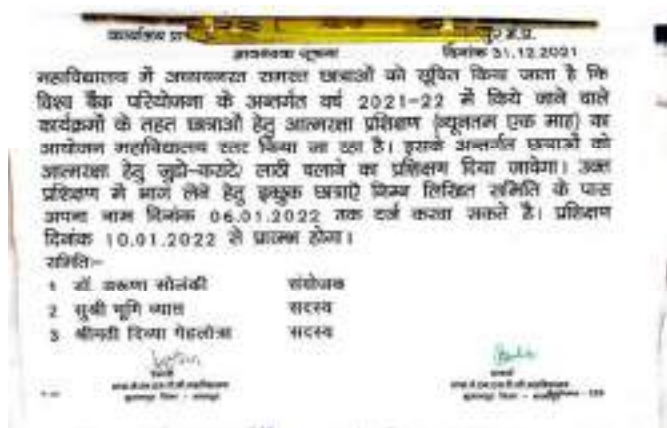 कार्यालय प्रा
आवश्यक सूचना दिनांक 31.12.2021
महाविद्यालय में अध्ययनरत समस्त छात्राओं को सूचित किया जाता है कि
विश्व बैंक परियोजना के अन्तर्गत वर्ष 2021-22 में किये जाने वाले
कार्यक्रमों के तहत छात्राओं हेतु आत्मरक्षा प्रशिक्षण (न्यूनतम एक माह) का
आयोजन महाविद्यालय स्तर किया जा रहा है। इसके अन्तर्गत छात्राओं को
आत्मरक्षा हेतु जुडो-कराटे/ लाठी चलाने का प्रशिक्षण दिया जावेगा। उक्त
प्रशिक्षण में भाग लेने हेतु इच्छुक छात्राऐं निम्न लिखित समिति के पास
अपना नाम दिनांक 06.01.2022 तक दर्ज करवा सकते है। प्रशिक्षण
दिनांक 10.01.2022 से प्रारम्भ होगा।
समिति:-
1 डॉ. अरूणा सोलंकी संयोजक
2 सुश्री भूमि व्यास सदस्य
3 श्रीमती दिव्या गेहलोत्रा सदस्य